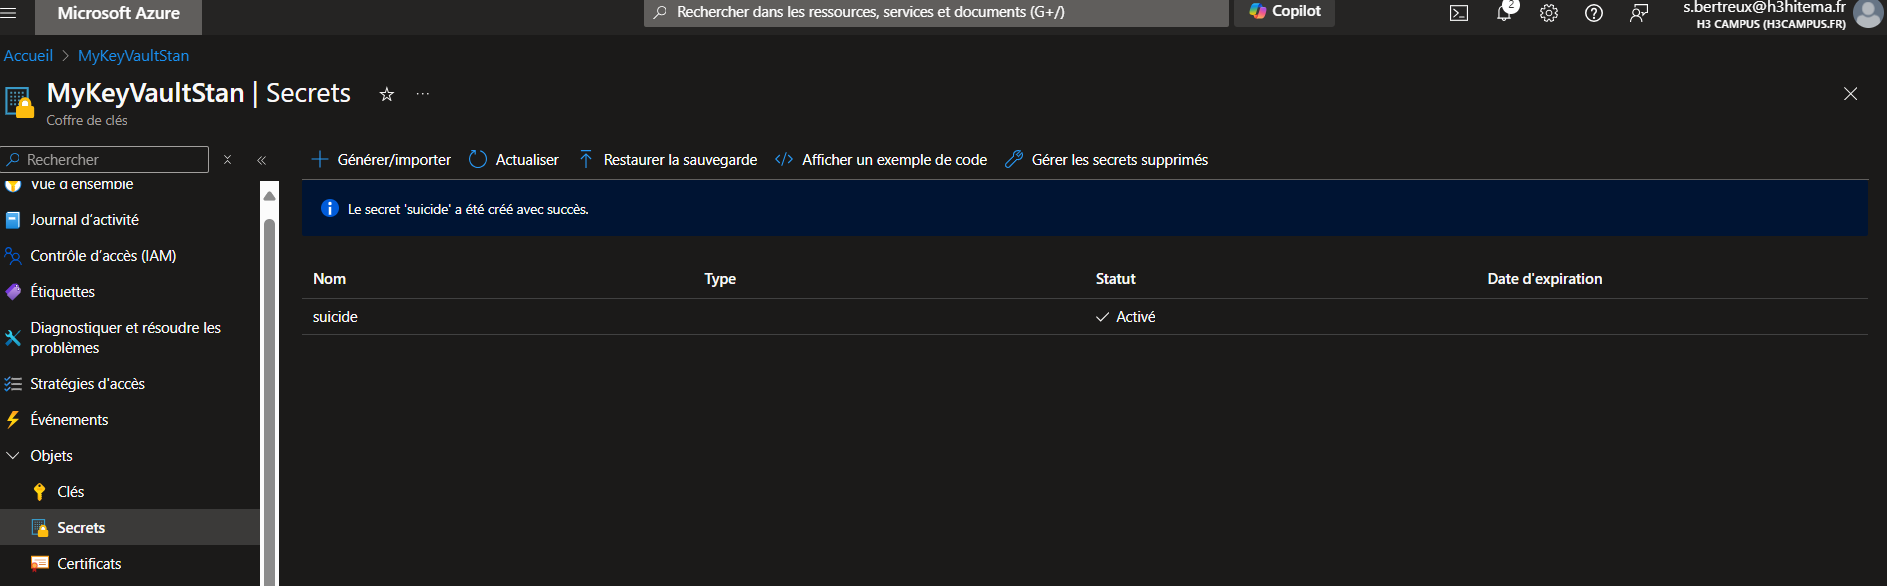 Microsoft Azure
Rechercher dans les ressources, services et documents (G+/)
Copilot
2
s.bertreux@h3hitema.fr
H3 CAMPUS (H3CAMPUS.FR)
Accueil > MyKeyVaultStan
MyKeyVaultStan | Secrets
Coffre de clés
Rechercher
Générer/importer
Actualiser
Restaurer la sauvegarde
Afficher un exemple de code
Gérer les secrets supprimés
Vue d'ensemble
Journal d'activité
Contrôle d'accès (IAM)
Étiquettes
Diagnostiquer et résoudre les
problèmes
Stratégies d'accès
Événements
Objets
Clés
Secrets
Certificats
Le secret 'suicide' a été créé avec succès.
Nom Type Statut Date d'expiration
suicide Activé